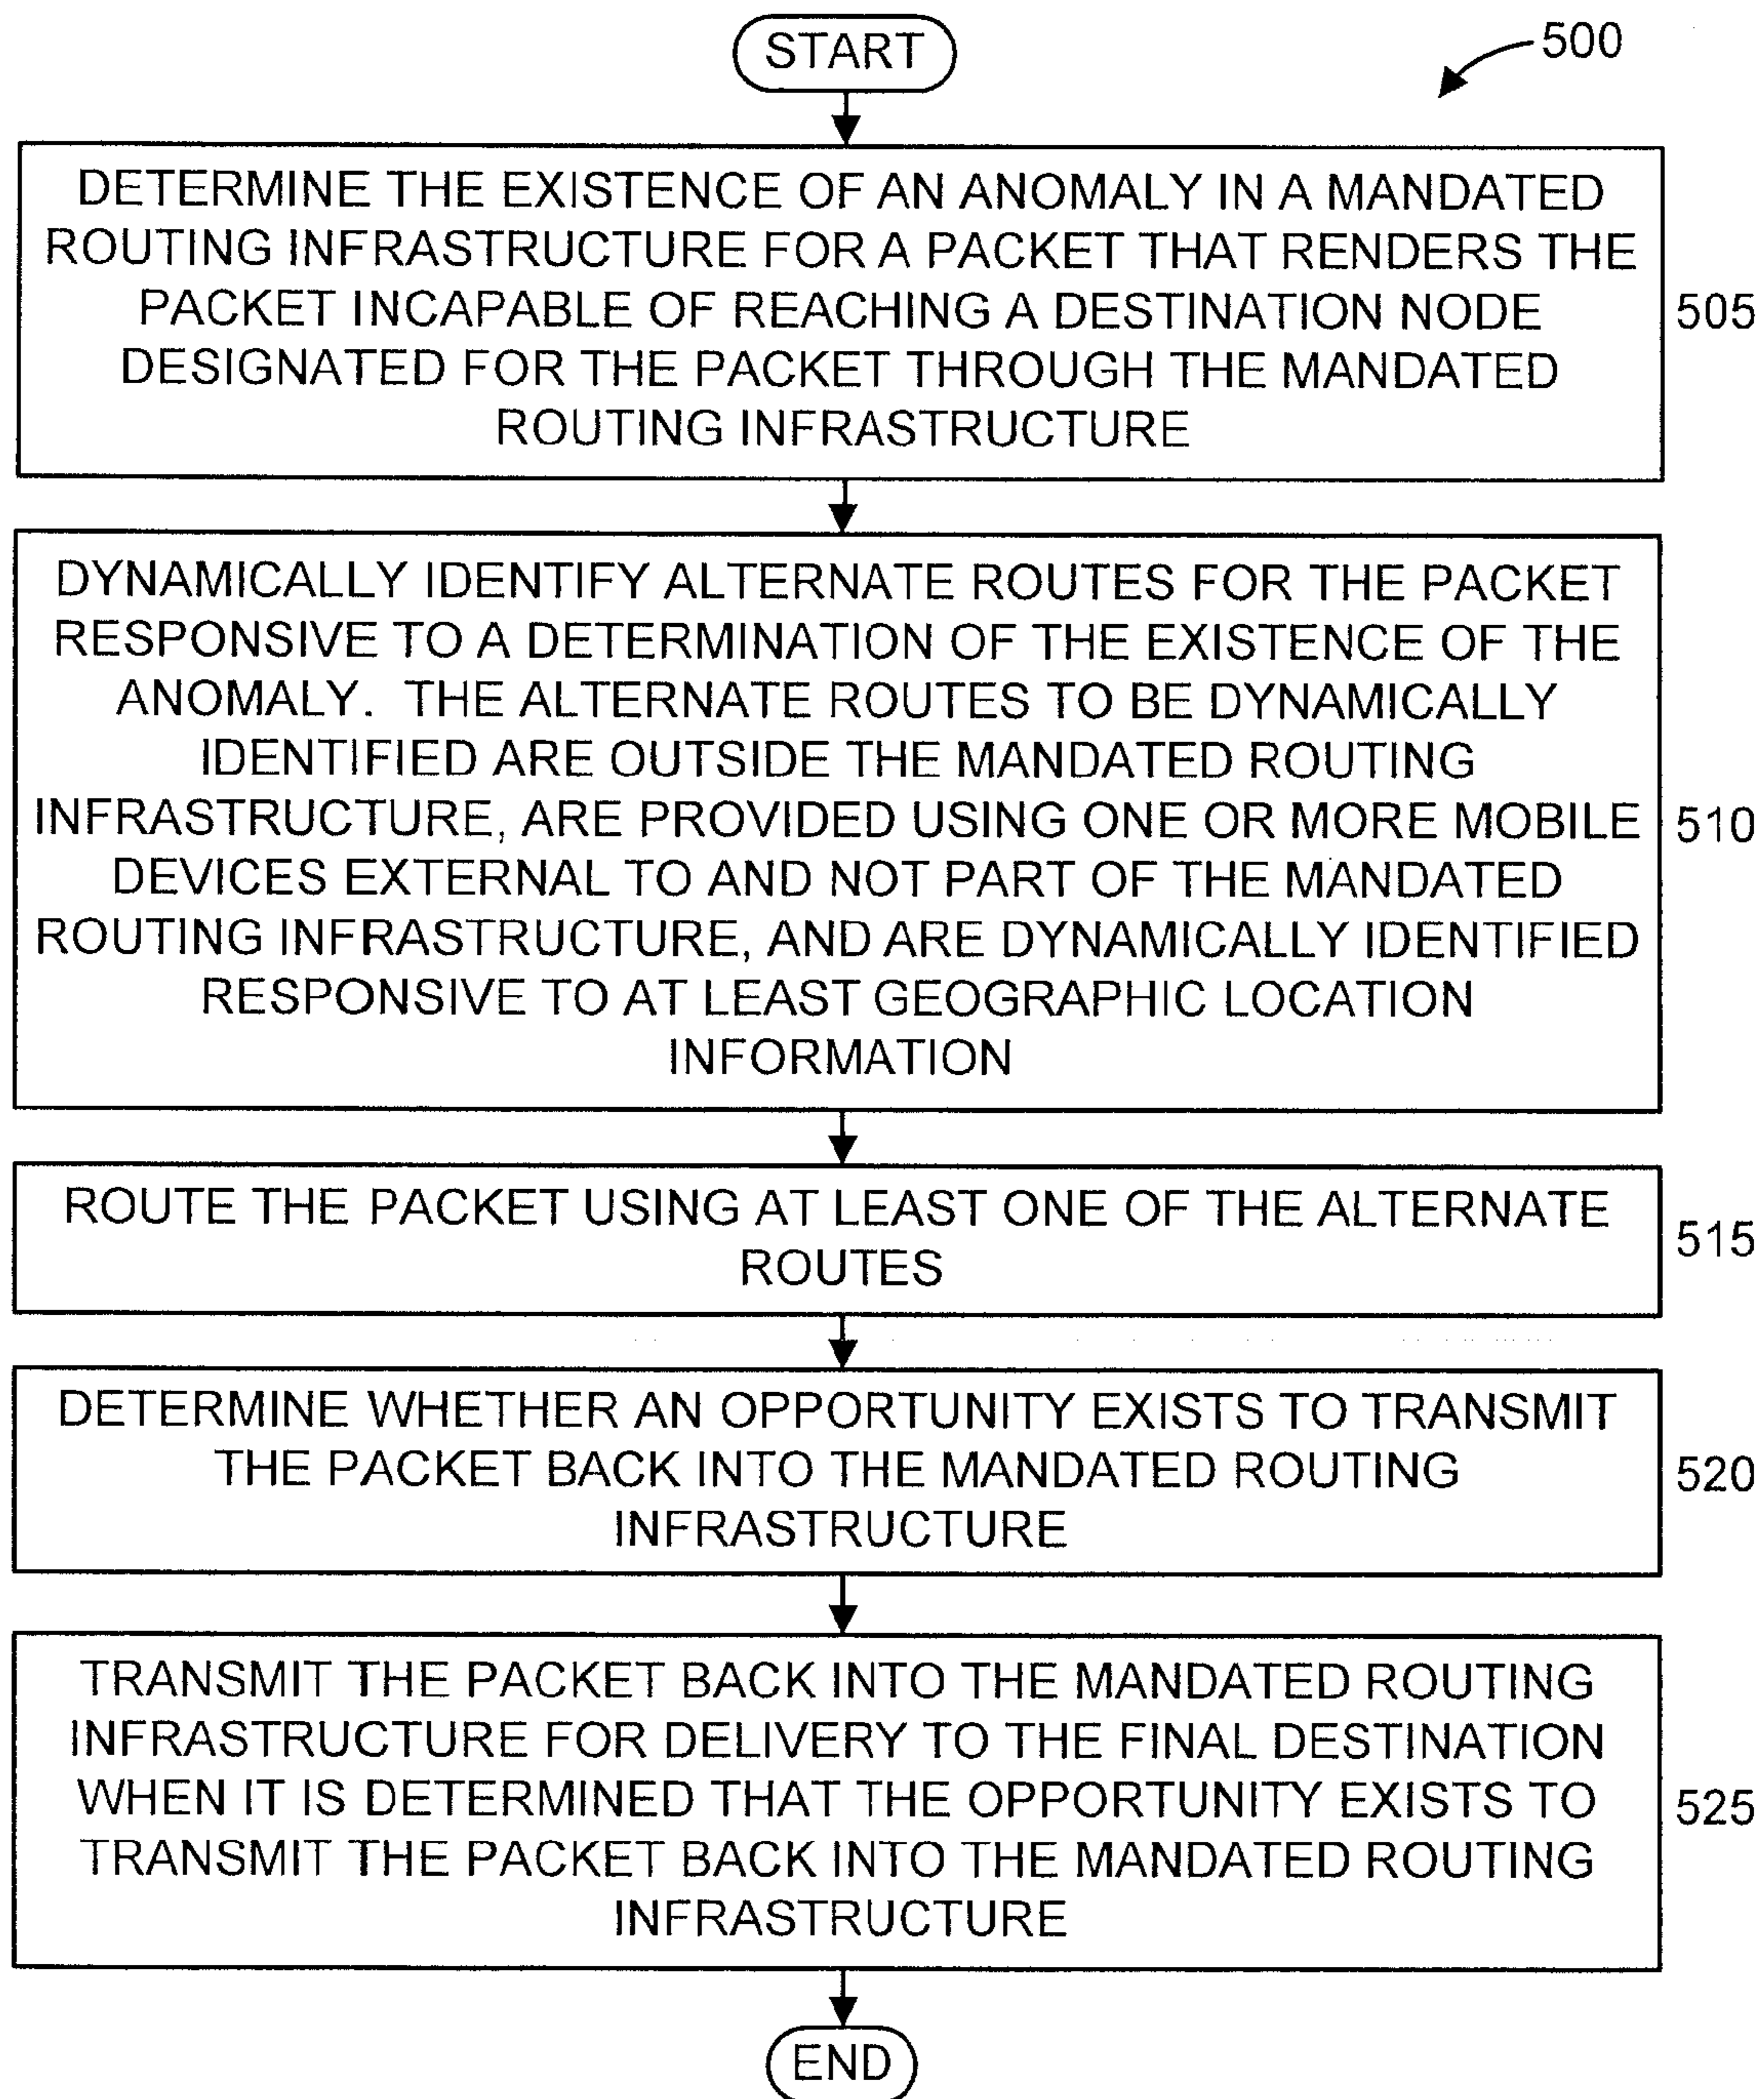 START
500
DETERMINE THE EXISTENCE OF AN ANOMALY IN A MANDATED
ROUTING INFRASTRUCTURE FOR A PACKET THAT RENDERS THE
PACKET INCAPABLE OF REACHING A DESTINATION NODE
DESIGNATED FOR THE PACKET THROUGH THE MANDATED
ROUTING INFRASTRUCTURE
505
DYNAMICALLY IDENTIFY ALTERNATE ROUTES FOR THE PACKET
RESPONSIVE TO A DETERMINATION OF THE EXISTENCE OF THE
ANOMALY. THE ALTERNATE ROUTES TO BE DYNAMICALLY
IDENTIFIED ARE OUTSIDE THE MANDATED ROUTING
INFRASTRUCTURE, ARE PROVIDED USING ONE OR MORE MOBILE
DEVICES EXTERNAL TO AND NOT PART OF THE MANDATED
ROUTING INFRASTRUCTURE, AND ARE DYNAMICALLY IDENTIFIED
RESPONSIVE TO AT LEAST GEOGRAPHIC LOCATION
INFORMATION
510
ROUTE THE PACKET USING AT LEAST ONE OF THE ALTERNATE
ROUTES
515
DETERMINE WHETHER AN OPPORTUNITY EXISTS TO TRANSMIT
THE PACKET BACK INTO THE MANDATED ROUTING
INFRASTRUCTURE
520
TRANSMIT THE PACKET BACK INTO THE MANDATED ROUTING
INFRASTRUCTURE FOR DELIVERY TO THE FINAL DESTINATION
WHEN IT IS DETERMINED THAT THE OPPORTUNITY EXISTS TO
TRANSMIT THE PACKET BACK INTO THE MANDATED ROUTING
INFRASTRUCTURE
525
END